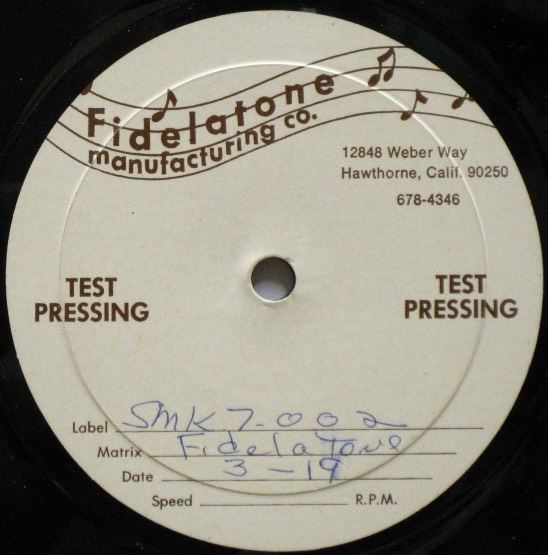 Fidelatone
manufacturing co.
12848 Weber Way
Hawthorne, Calif. 90250
678-4346
TEST
PRESSING
TEST
PRESSING
Label SMK7-002
Matrix Fidelatone
Date 3-19
Speed R.P.M.